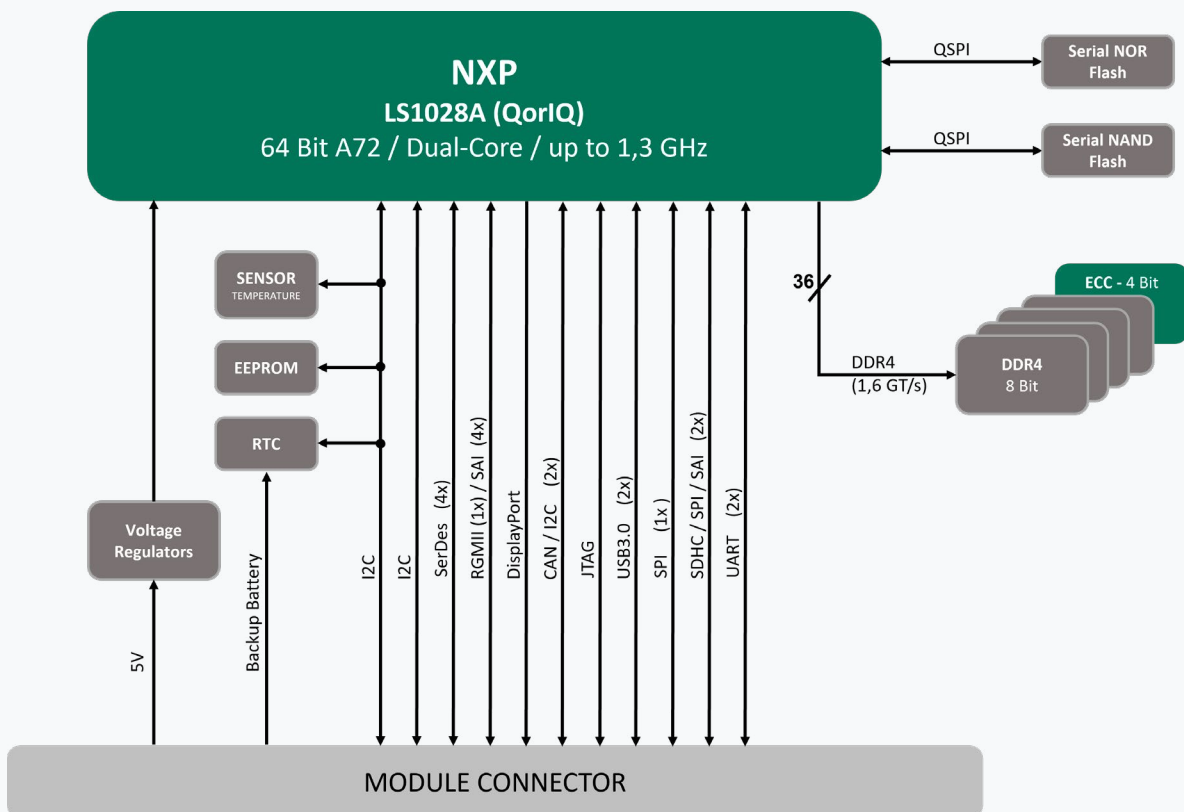 NXP
LS1028A (QorIQ)
64 Bit A72 / Dual-Core / up to 1,3 GHz
QSPI
Serial NOR
Flash
QSPI
Serial NAND
Flash
SENSOR
TEMPERATURE
EEPROM
RTC
Voltage
Regulators
36
ECC - 4 Bit
DDR4
(1,6 GT/s)
DDR4
8 Bit
5V
Backup Battery
I2C
I2C
SerDes (4x)
RGMII (1x) / SAI (4x)
DisplayPort
CAN / I2C (2x)
JTAG
USB3.0 (2x)
SPI (1x )
SDHC / SPI / SAI (2x)
UART (2x)
MODULE CONNECTOR